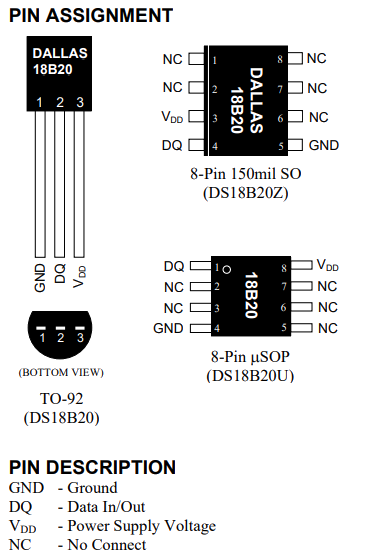 PIN ASSIGNMENT
DALLAS
18B20
1 2 3
GND DQ VDD
1 2 3
(BOTTOM VIEW)
TO-92
(DS18B20)
NC 1 8 NC
NC 2 7 NC
VDD 3 6 NC
DQ 4 5 GND
DALLAS
18B20
8-Pin 150mil SO
(DS18B20Z)
DQ 1 8 VDD
NC 2 7 NC
NC 3 6 NC
GND 4 5 NC
18B20
8-Pin μSOP
(DS18B20U)
PIN DESCRIPTION
GND - Ground
DQ - Data In/Out
VDD - Power Supply Voltage
NC - No Connect